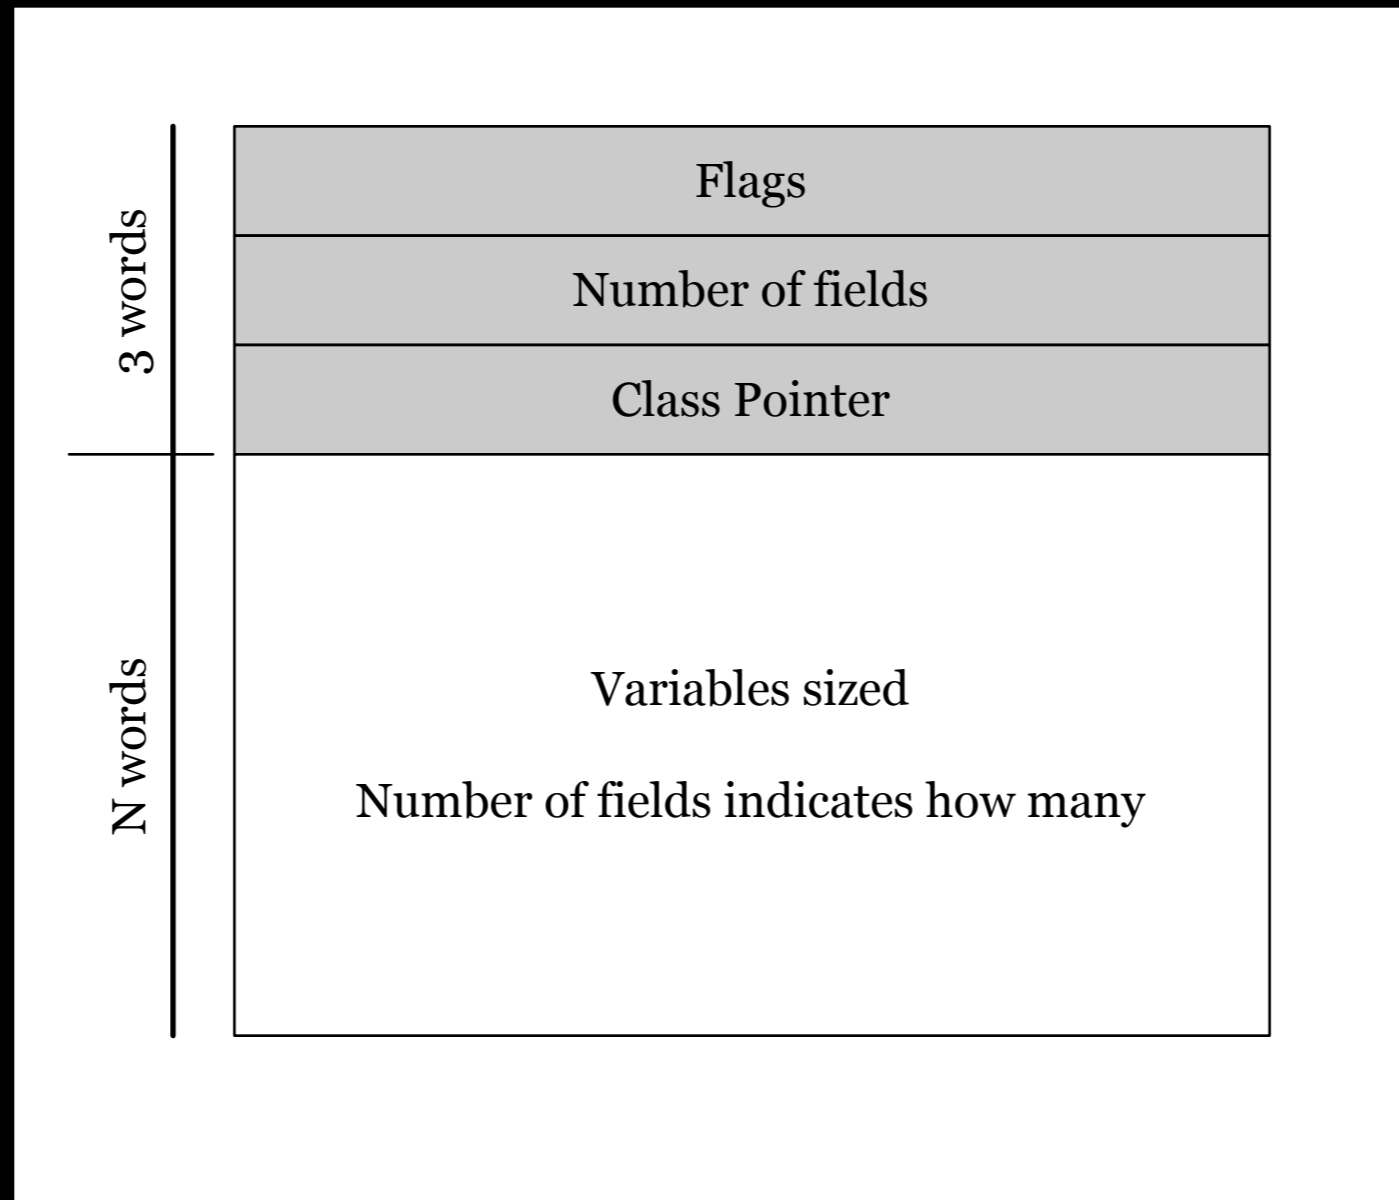 3 words
Flags
Number of fields
Class Pointer
N words
Variables sized
Number of fields indicates how many